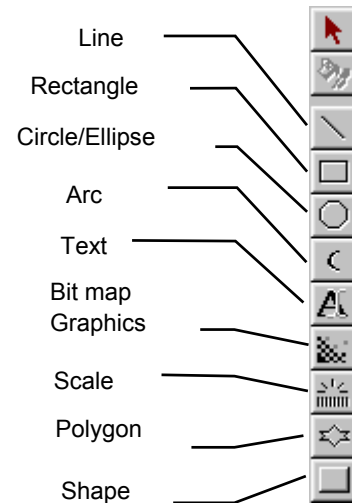 Line
Rectangle
Circle/Ellipse
Arc
Text
Bit map
Graphics
Scale
Polygon
Shape